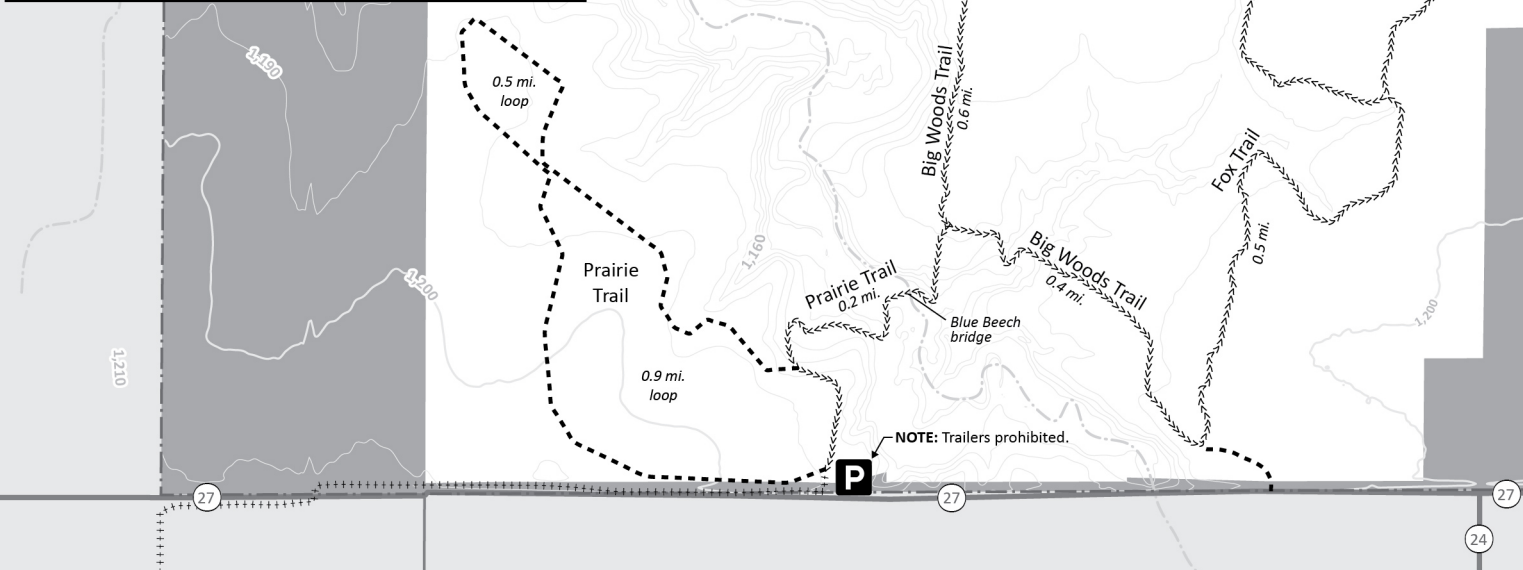 1,190
0.5 mi.
loop
Big Woods Trail
0.6 mi.
Fox Trail
0.5 mi.
1,160
Prairie
Trail
Prairie Trail
0.2 mi.
Big Woods Trail
0.4 mi.
1,200
Blue Beech
bridge
1,200
1,210
0.9 mi.
loop
NOTE: Trailers prohibited.
P
27
27
27
24